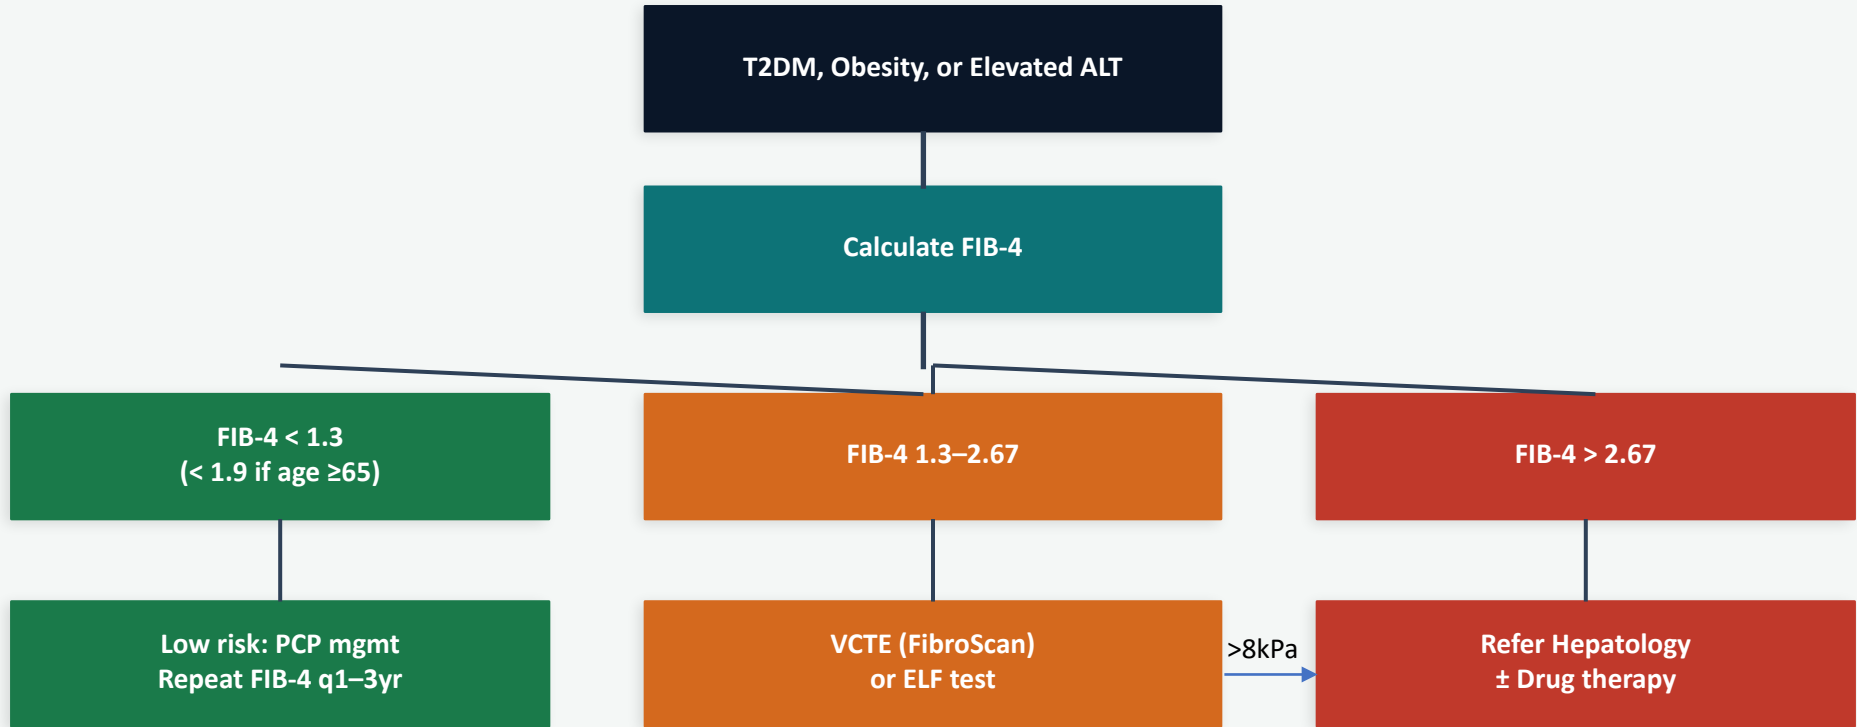 T2DM, Obesity, or Elevated ALT
Calculate FIB-4
FIB-4 < 1.3
(< 1.9 if age ≥65)
FIB-4 1.3–2.67
FIB-4 > 2.67
Low risk: PCP mgmt
Repeat FIB-4 q1–3yr
VCTE (FibroScan)
or ELF test
>8kPa
Refer Hepatology
± Drug therapy